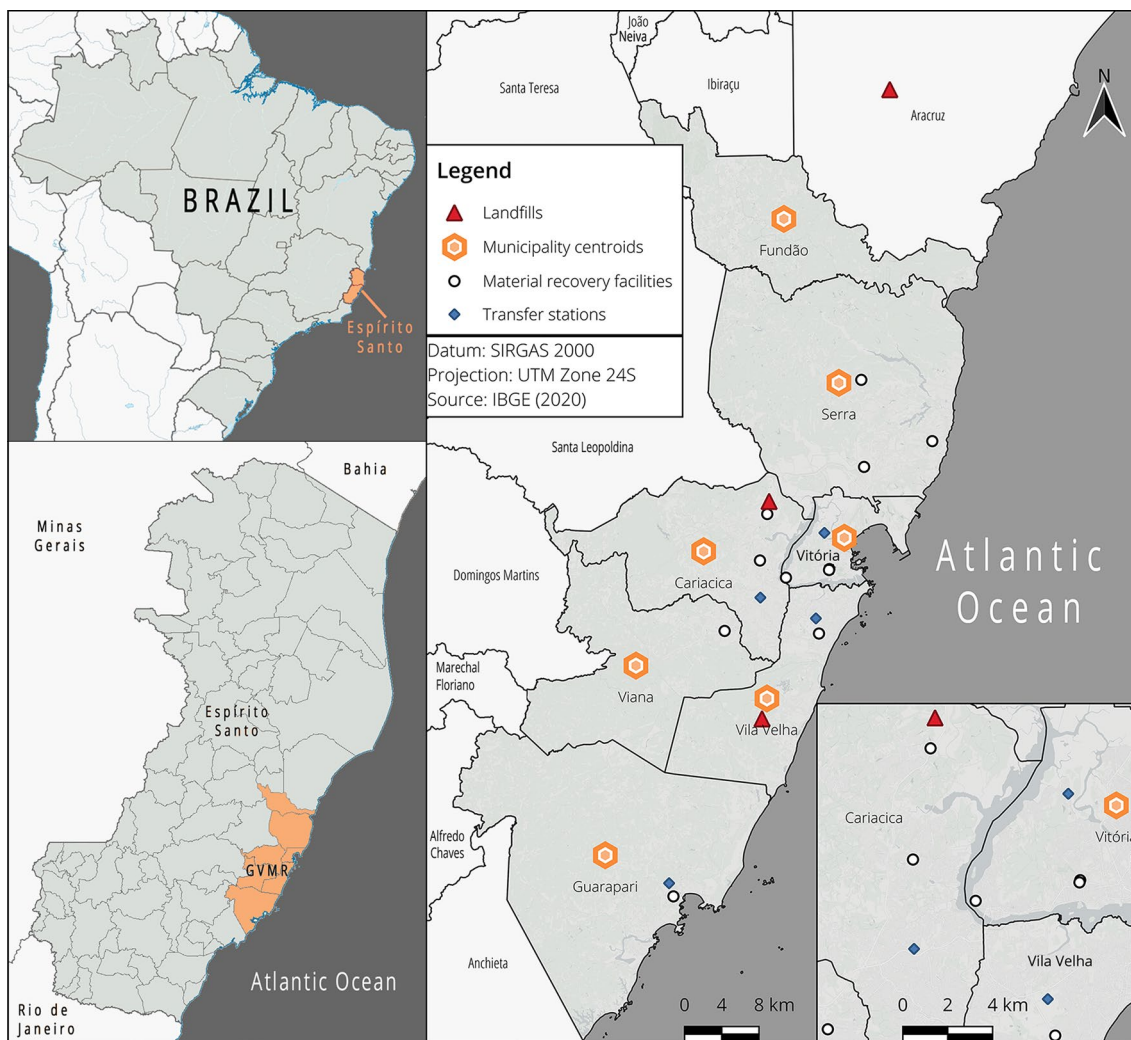 BRAZIL
Espírito
Santo
Bahia
Minas
Gerais
Espírito
Santo
GVMR
Atlantic Ocean
Rio de
Janeiro
João
Neiva
Ibiraçu
Santa Teresa
Aracruz
N
Legend
Landfills
Municipality centroids
Material recovery facilities
Transfer stations
Datum: SIRGAS 2000
Projection: UTM Zone 24S
Source: IBGE (2020)
Fundão
Serra
Santa Leopoldina
Vitória
Cariacica
Domingos Martins
Atlantic
Ocean
Marechal
Floriano
Viana
Vila Velha
Alfredo
Chaves
Guarapari
Anchieta
0 4 8 km
Cariacica
Vitória
Vila Velha
0 2 4 km